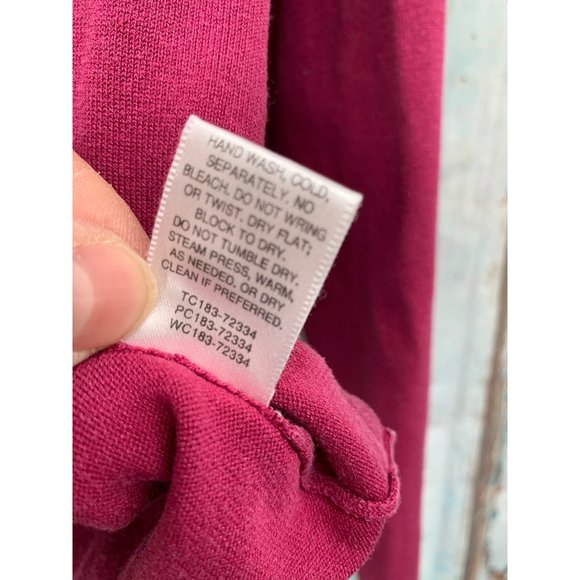 HAND WASH, COLD,
SEPARATELY. NO
BLEACH. DO NOT WRING
OR TWIST. DRY FLAT;
BLOCK TO DRY.
DO NOT TUMBLE DRY.
STEAM PRESS, WARM,
AS NEEDED. OR DRY
CLEAN IF PREFERRED.
TC183-72334
PC183-72334
WC183-72334